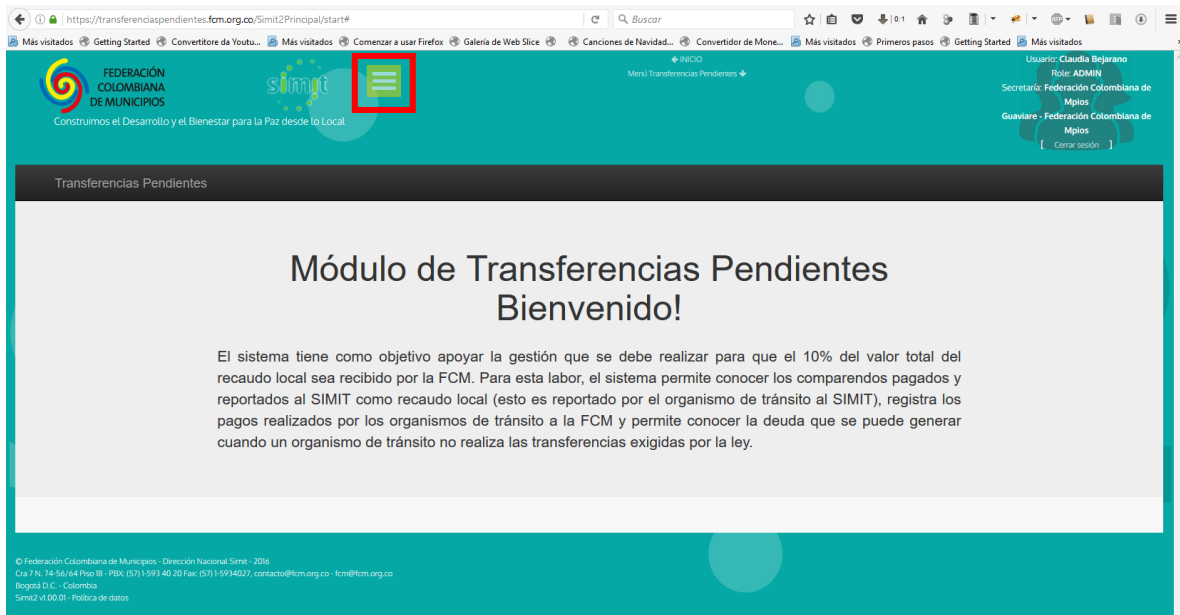 https://transferenciaspendientes.fcm.org.co/Simit2Principal/start#
Buscar
0.1
Más visitados Getting Started Convertitore da Youtu... Más visitados Comenzar a usar Firefox Galería de Web Slice Canciones de Navidad... Convertidor de Mone... Más visitados Primeros pasos Getting Started Más visitados
FEDERACIÓN
COLOMBIANA
DE MUNICIPIOS
simit
Construimos el Desarrollo y el Bienestar para la Paz desde lo Local
INICIO
Menú Transferencias Pendientes
Usuario: Claudia Bejarano
Role: ADMIN
Secretaría: Federación Colombiana de
Mpios
Guaviare - Federación Colombiana de
Mpios
[ Cerrar sesión ]
Transferencias Pendientes
Módulo de Transferencias Pendientes
Bienvenido!
El sistema tiene como objetivo apoyar la gestión que se debe realizar para que el 10% del valor total del
recaudo local sea recibido por la FCM. Para esta labor, el sistema permite conocer los comparendos pagados y
reportados al SIMIT como recaudo local (esto es reportado por el organismo de tránsito al SIMIT), registra los
pagos realizados por los organismos de tránsito a la FCM y permite conocer la deuda que se puede generar
cuando un organismo de tránsito no realiza las transferencias exigidas por la ley.
© Federación Colombiana de Municipios - Dirección Nacional Simit - 2016
Cra 7 N. 74-56/64 Piso 18 - PBX: (57) 1-593 40 20 Fax: (57) 1-5934027, contacto@fcm.org.co - fcm@fcm.org.co
Bogotá D.C. - Colombia
Simit2 v1.00.01 - Política de datos